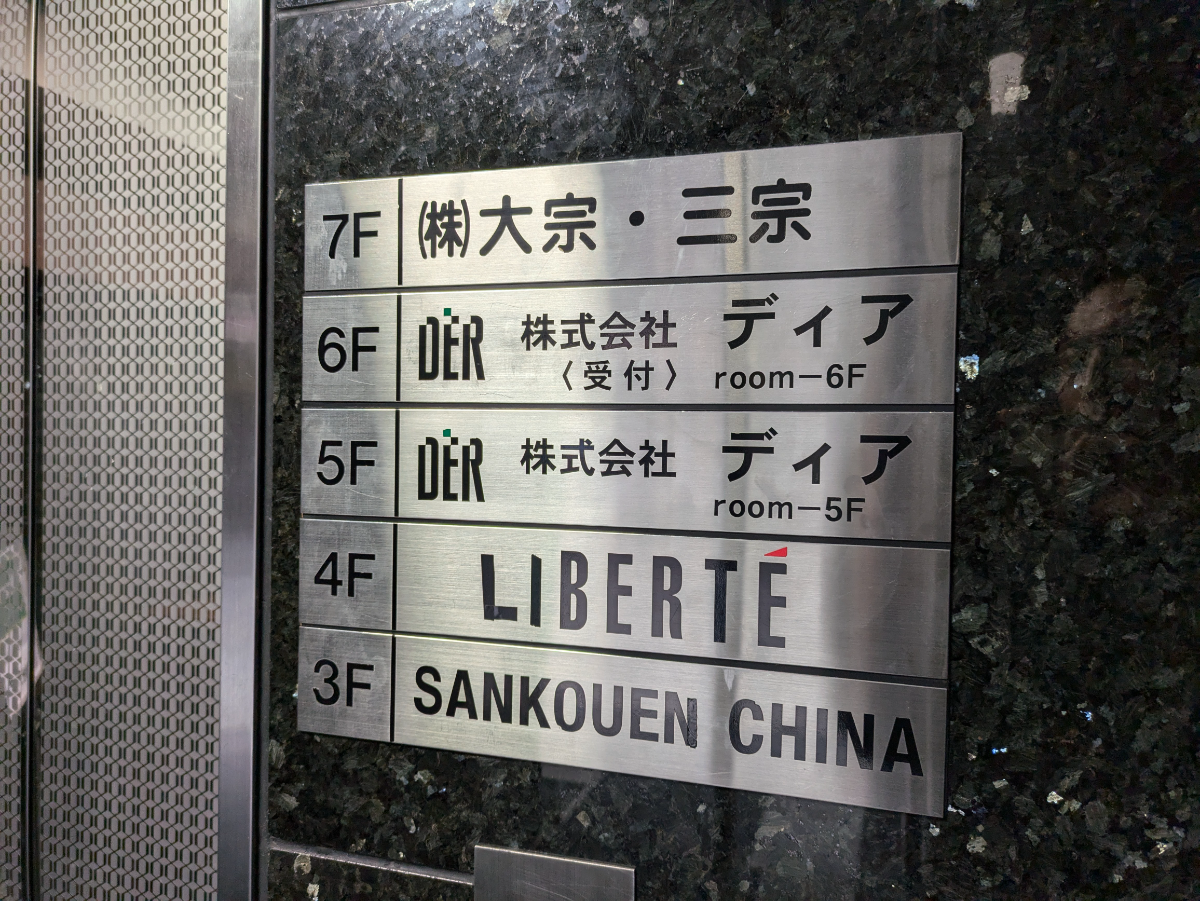 7F ㈱大宗・三宗
6F DER 株式会社 ディア
〈受付〉 room-6F
5F DER 株式会社 ディア
room-5F
4F LIBERTÉ
3F SANKOUEN CHINA